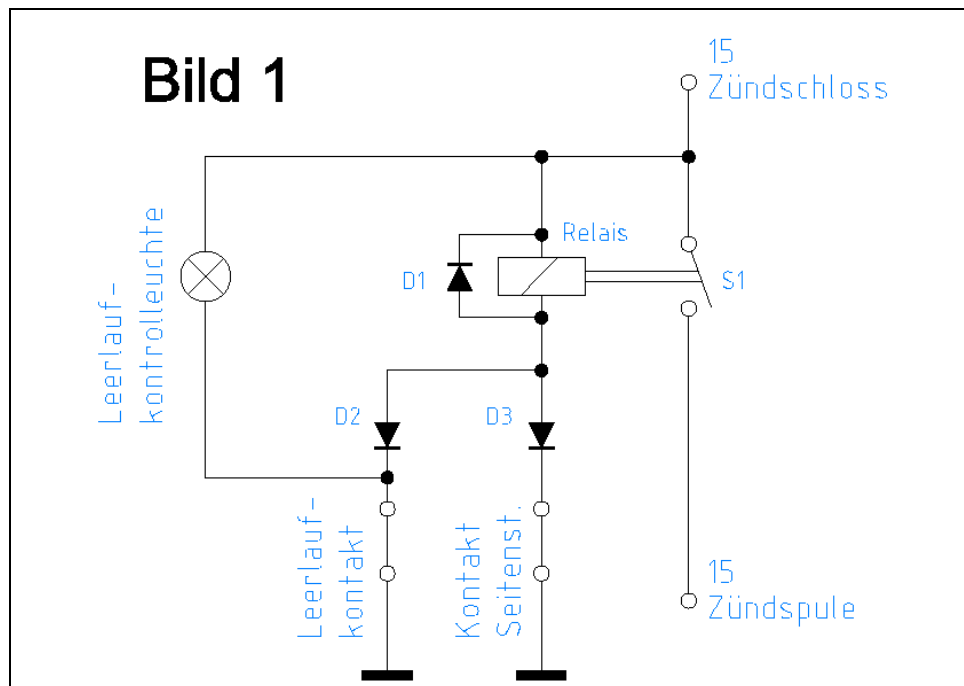 Bild 1
15
Zündschloss
Relais
D1
S1
Leerlauf-
kontrolleuchte
D2
D3
Leerlauf-
kontakt
Kontakt
Seitenst.
15
Zündspule